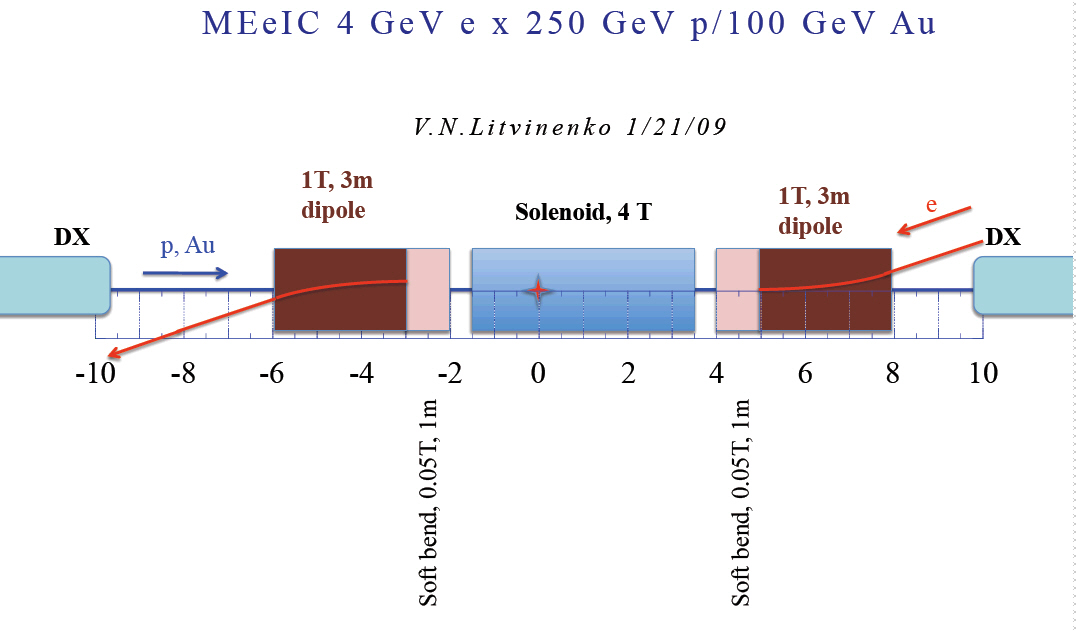 MEeIC 4 GeV e x 250 GeV p/100 GeV Au
V.N.Litvinenko 1/21/09
1T, 3m
dipole
Solenoid, 4 T
1T, 3m
dipole
e
DX
p, Au
DX
-10 -8 -6 -4 -2 0 2 4 6 8 10
Soft bend, 0.05T, 1m
Soft bend, 0.05T, 1m